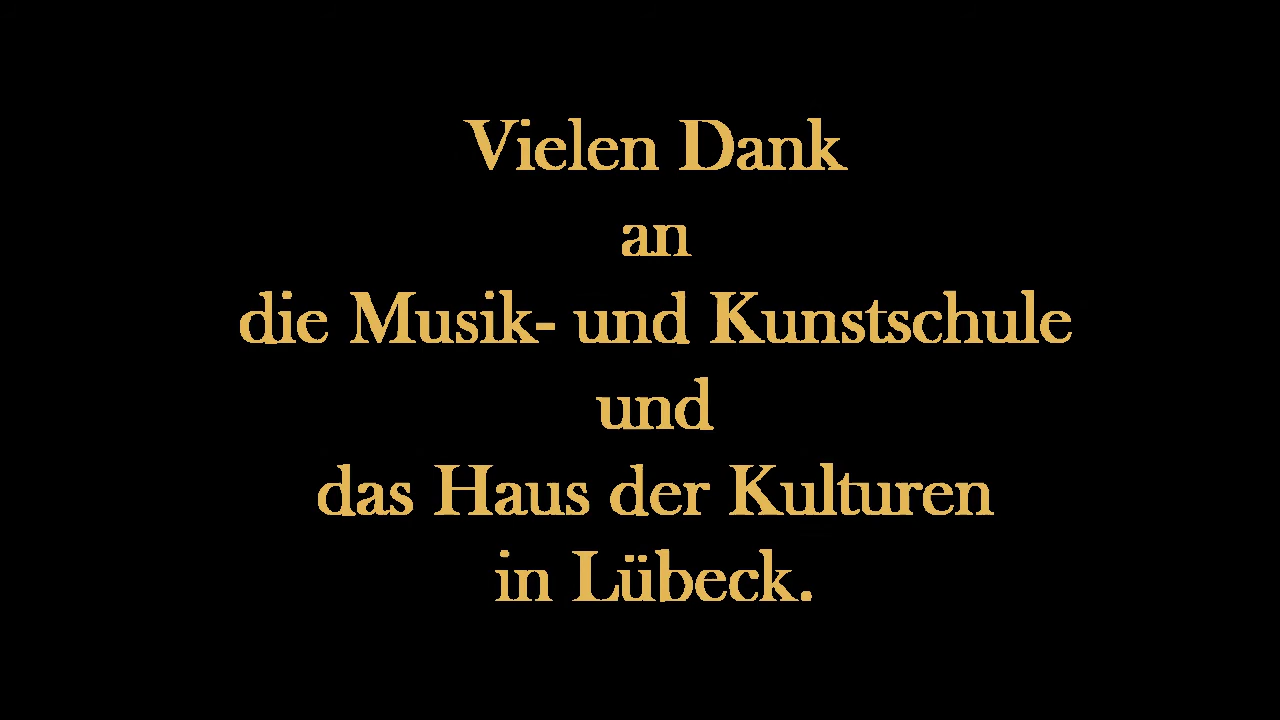 Vielen Dank
an
die Musik- und Kunstschule
und
das Haus der Kulturen
in Lübeck.